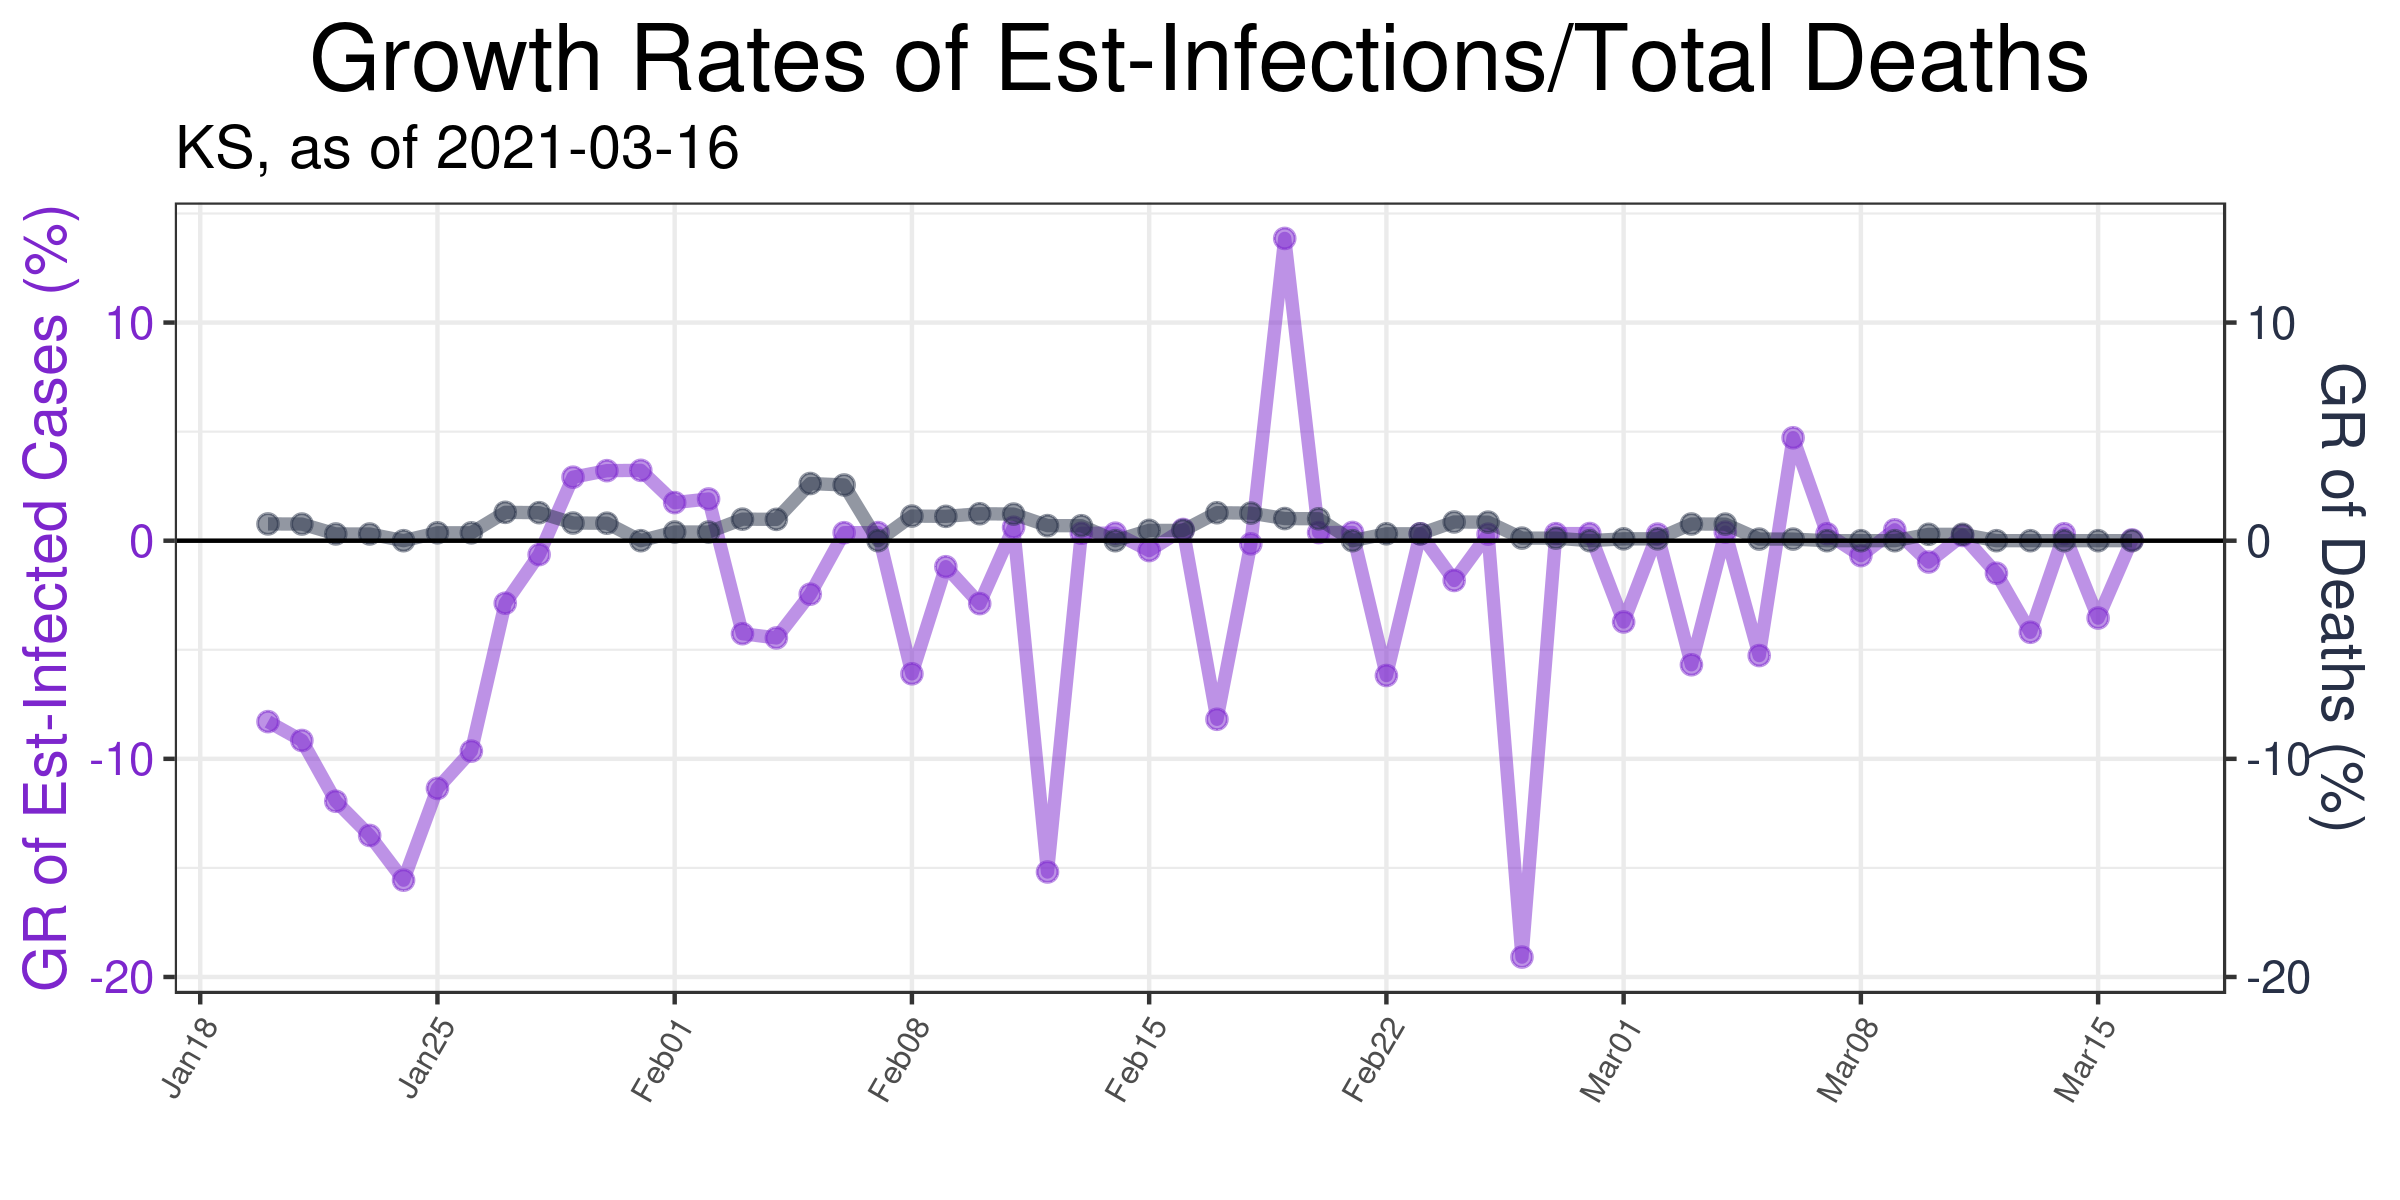 Growth Rates of Est-Infections/Total Deaths
KS, as of 2021-03-16
GR of Est-Infected Cases (%)
10
0
-10
-20
10
0
-10
-20
GR of Deaths (%)
Jan18
Jan25
Feb01
Feb08
Feb15
Feb22
Mar01
Mar08
Mar15